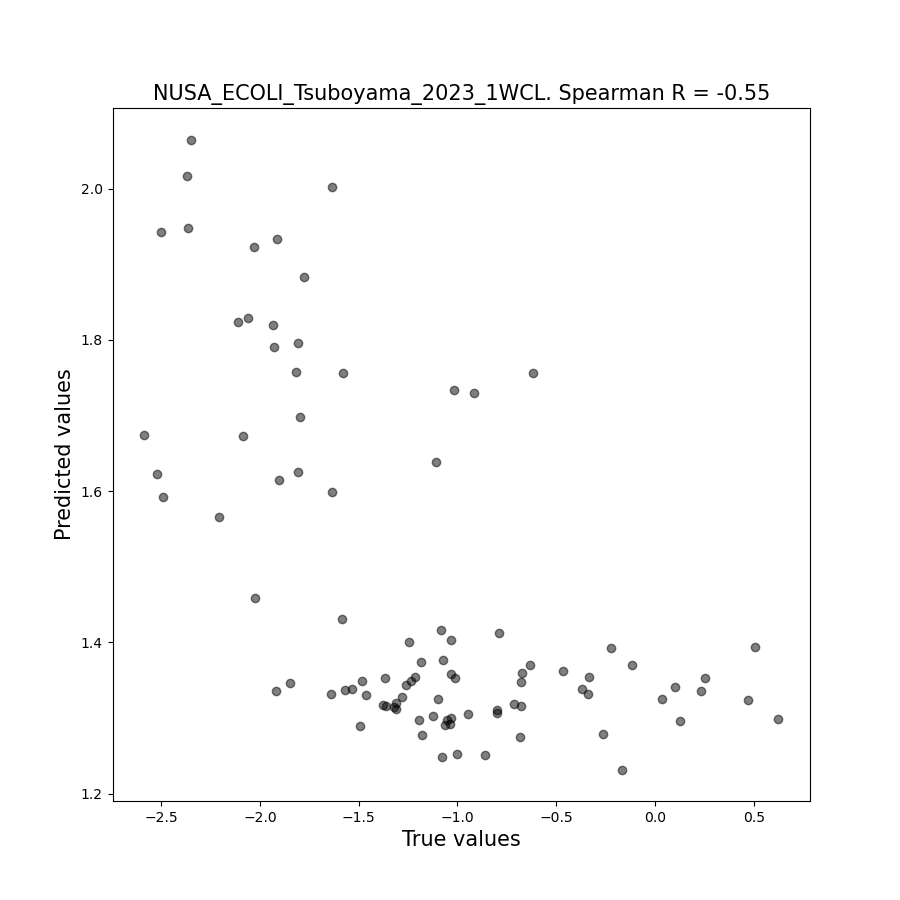 NUSA_ECOLI_Tsuboyama_2023_1WCL. Spearman R = -0.55
2.0
1.8
1.6
1.4
1.2
Predicted values
−2.5 −2.0 −1.5 −1.0 −0.5 0.0 0.5
True values